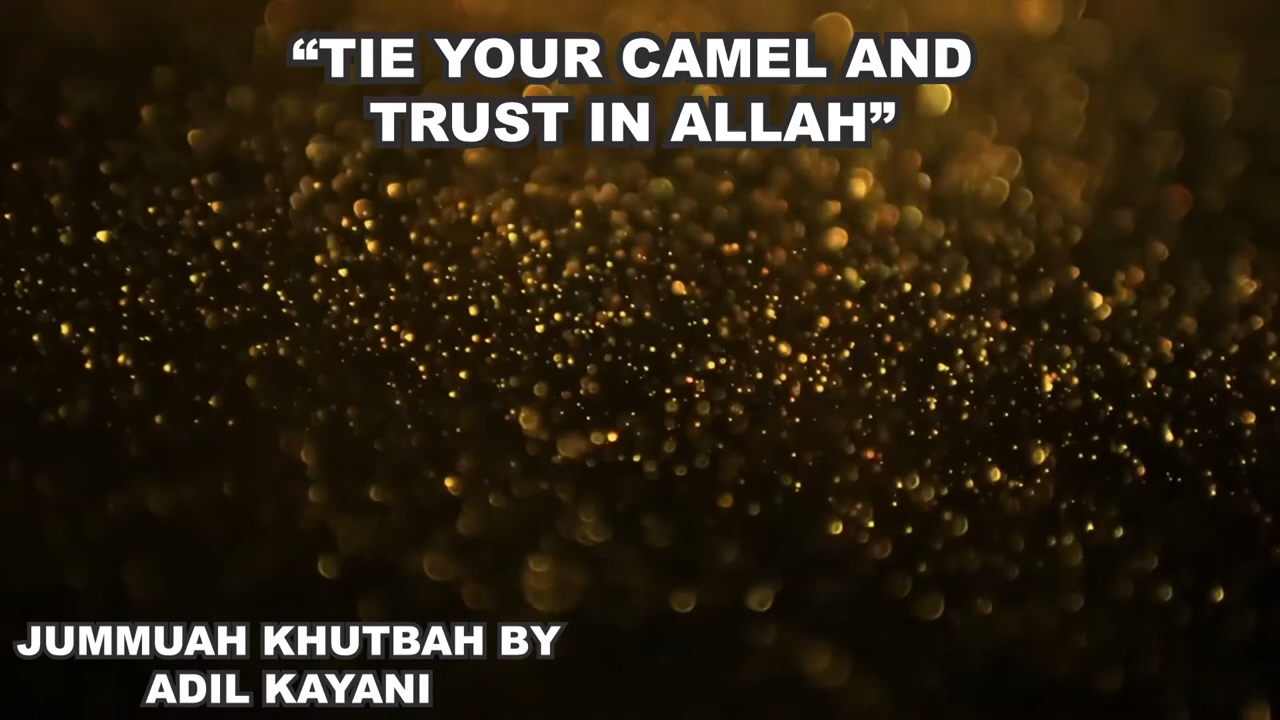 “TIE YOUR CAMEL AND
TRUST IN ALLAH”
JUMMUAH KHUTBAH BY
ADIL KAYANI